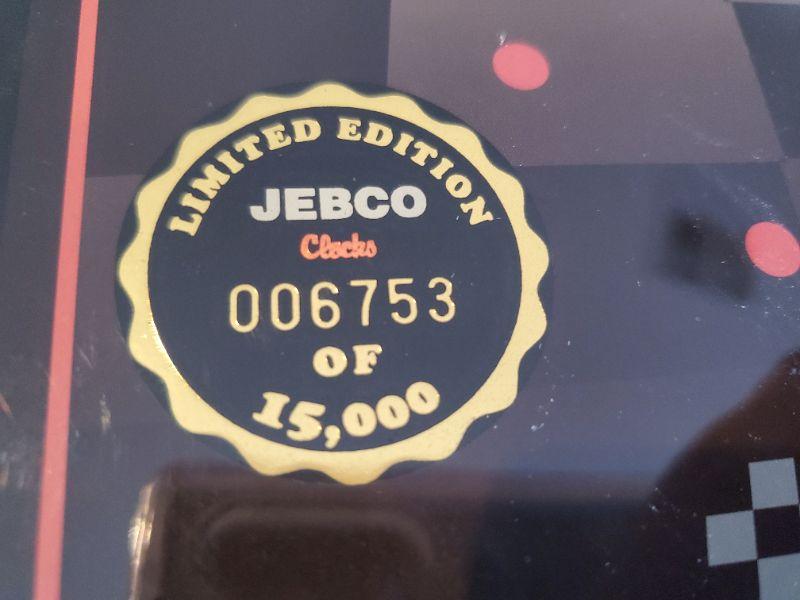 LIMITED EDITION
JEBCO
Clocks
006753
OF
15,000